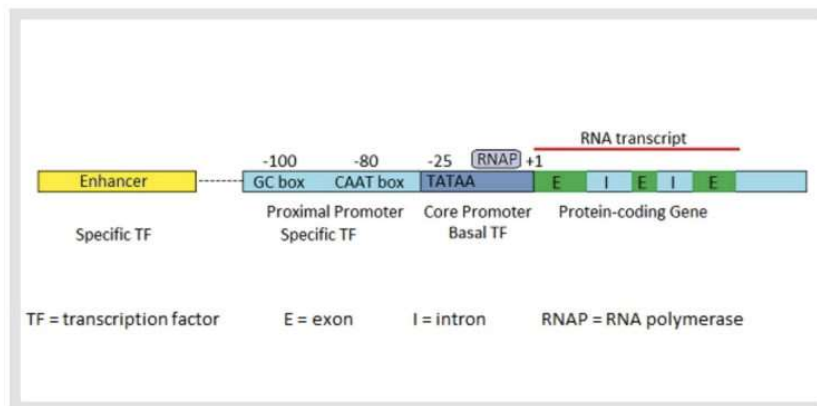 RNA transcript
-100 -80 -25 RNAP +1
Enhancer GC box CAAT box TATAA E I E I E
Proximal Promoter Core Promoter Protein-coding Gene
Specific TF Specific TF Basal TF
TF = transcription factor E = exon I = intron RNAP = RNA polymerase